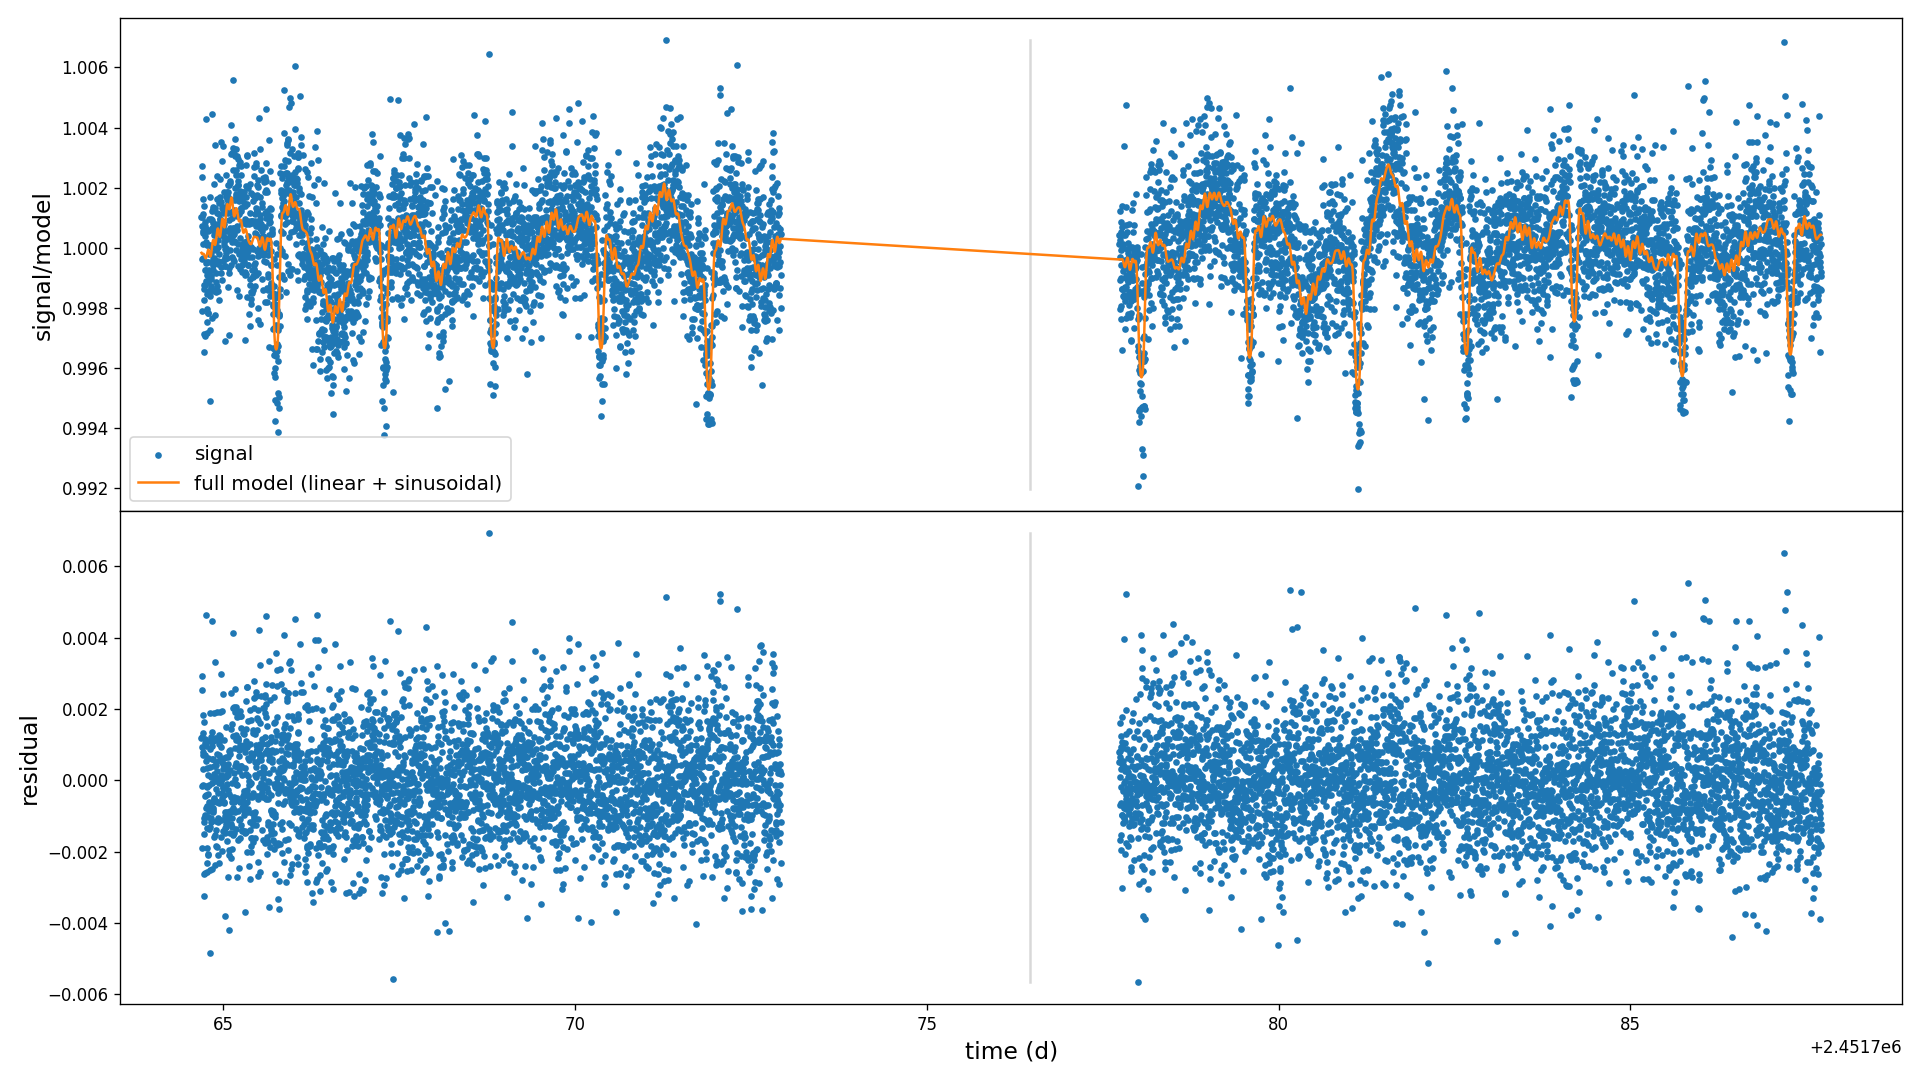 signal/model
1.006
1.004
1.002
1.000
0.998
0.996
0.994
0.992
signal
full model (linear + sinusoidal)
residual
0.006
0.004
0.002
0.000
−0.002
−0.004
−0.006
65 70 75 80 85
time (d)
+2.4517e6